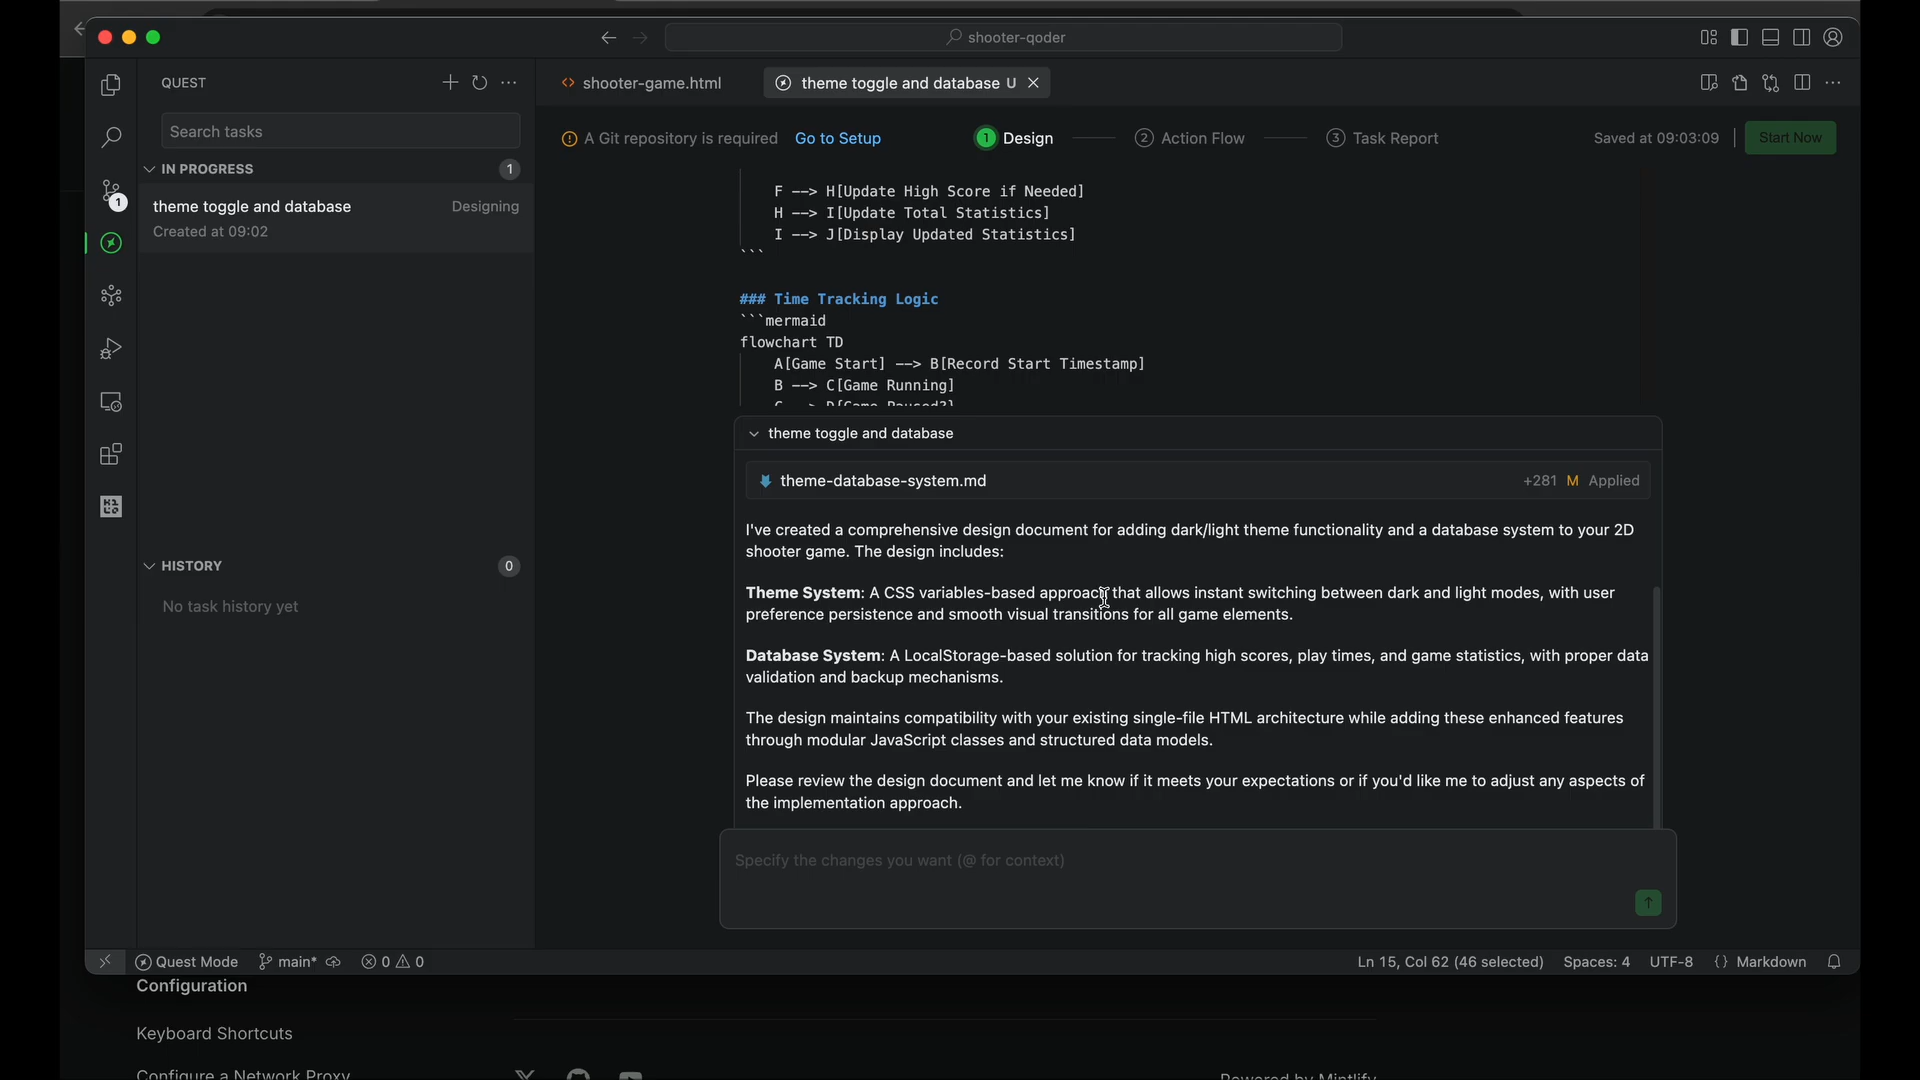 shooter-qoder
QUEST
shooter-game.html
theme toggle and database U
Search tasks
A Git repository is required Go to Setup
1 Design
2 Action Flow
3 Task Report
Saved at 09:03:09
Start Now
IN PROGRESS 1
theme toggle and database Designing
Created at 09:02
1
HISTORY 0
No task history yet
F --> H[Update High Score if Needed]
H --> I[Update Total Statistics]
I --> J[Display Updated Statistics]
```
### Time Tracking Logic
```mermaid
flowchart TD
A[Game Start] --> B[Record Start Timestamp]
B --> C[Game Running]
C --> D{Game Paused?}
theme toggle and database
theme-database-system.md +281 M Applied
I've created a comprehensive design document for adding dark/light theme functionality and a database system to your 2D
shooter game. The design includes:
Theme System: A CSS variables-based approach that allows instant switching between dark and light modes, with user
preference persistence and smooth visual transitions for all game elements.
Database System: A LocalStorage-based solution for tracking high scores, play times, and game statistics, with proper data
validation and backup mechanisms.
The design maintains compatibility with your existing single-file HTML architecture while adding these enhanced features
through modular JavaScript classes and structured data models.
Please review the design document and let me know if it meets your expectations or if you'd like me to adjust any aspects of
the implementation approach.
Specify the changes you want (@ for context)
Quest Mode main* 0 0
Ln 15, Col 62 (46 selected) Spaces: 4 UTF-8 {} Markdown
Configuration
Keyboard Shortcuts
Configure a Network Proxy
Powered by Mintlify